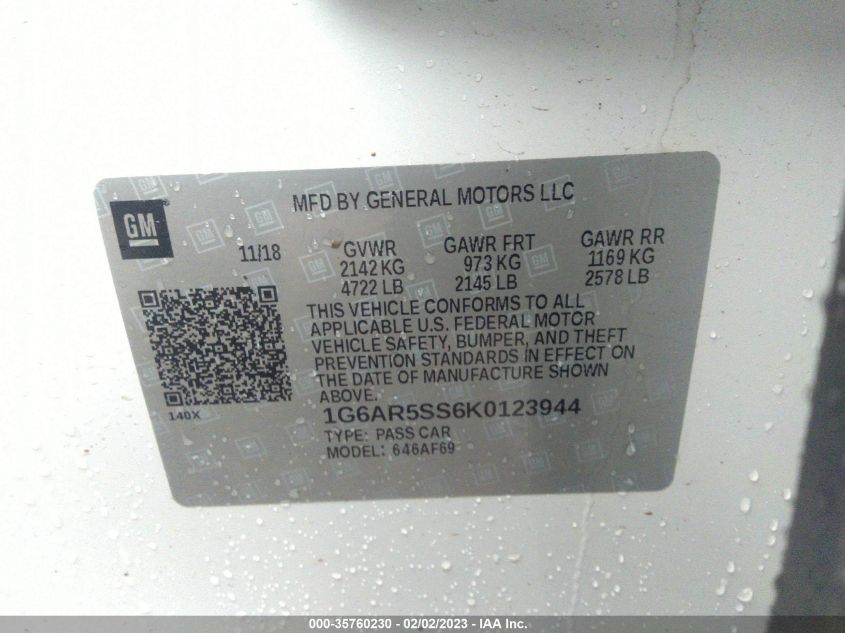 GM
MFD BY GENERAL MOTORS LLC
11/18
GVWR
2142 KG
4722 LB
GAWR FRT
973 KG
2145 LB
GAWR RR
1169 KG
2578 LB
THIS VEHICLE CONFORMS TO ALL
APPLICABLE U.S. FEDERAL MOTOR
VEHICLE SAFETY, BUMPER, AND THEFT
PREVENTION STANDARDS IN EFFECT ON
THE DATE OF MANUFACTURE SHOWN
ABOVE.
140X
1G6AR5SS6K0123944
TYPE: PASS CAR
MODEL: 646AF69
000-35760230 - 02/02/2023 - IAA Inc.